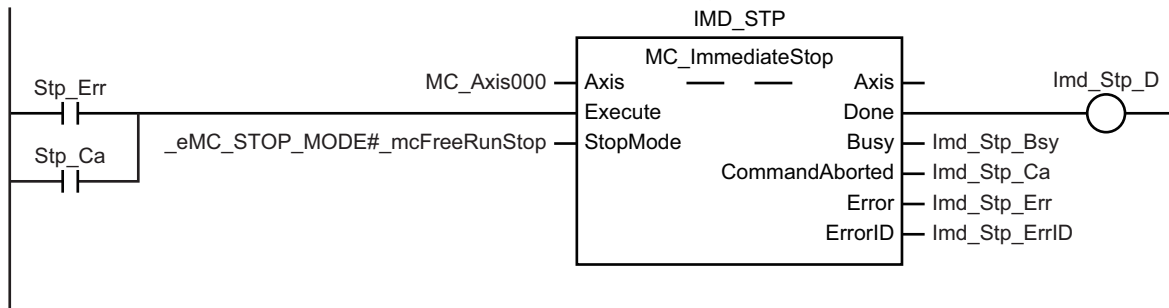 IMD_STP
MC_ImmediateStop
MC_Axis000 Axis Axis Imd_Stp_D
Stp_Err Execute Done
_eMC_STOP_MODE#_mcFreeRunStop StopMode Busy Imd_Stp_Bsy
Stp_Ca
CommandAborted Imd_Stp_Ca
Error Imd_Stp_Err
ErrorID Imd_Stp_ErrID